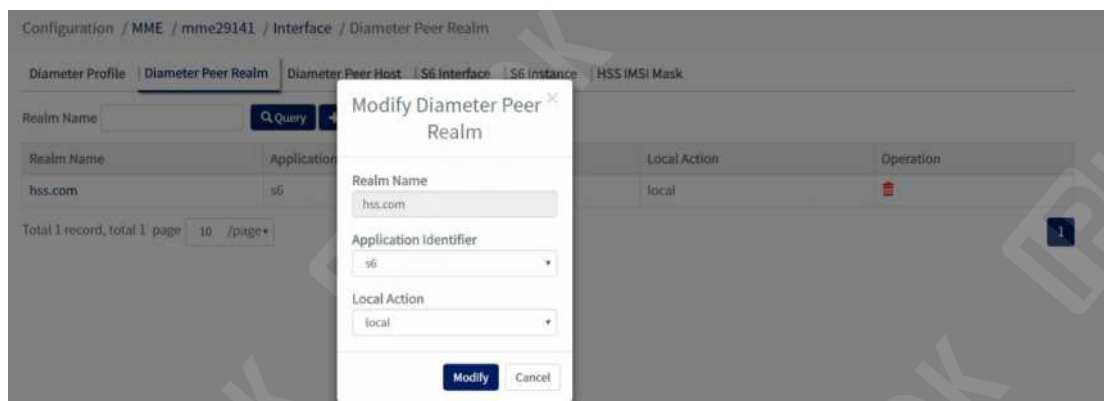 Configuration / MME / mme29141 / Interface / Diameter Peer Realm
Diameter Profile | Diameter Peer Realm | Diameter Peer Host | S6 Interface | S6 Instance | HSS IMSI Mask
Modify Diameter Peer Realm ×
Realm Name Query +
Realm Name Application Local Action Operation
hss.com s6 local
Total 1 record, total 1 page 10 /page 1
Realm Name
hss.com
Application Identifier
s6
Local Action
local
Modify Cancel